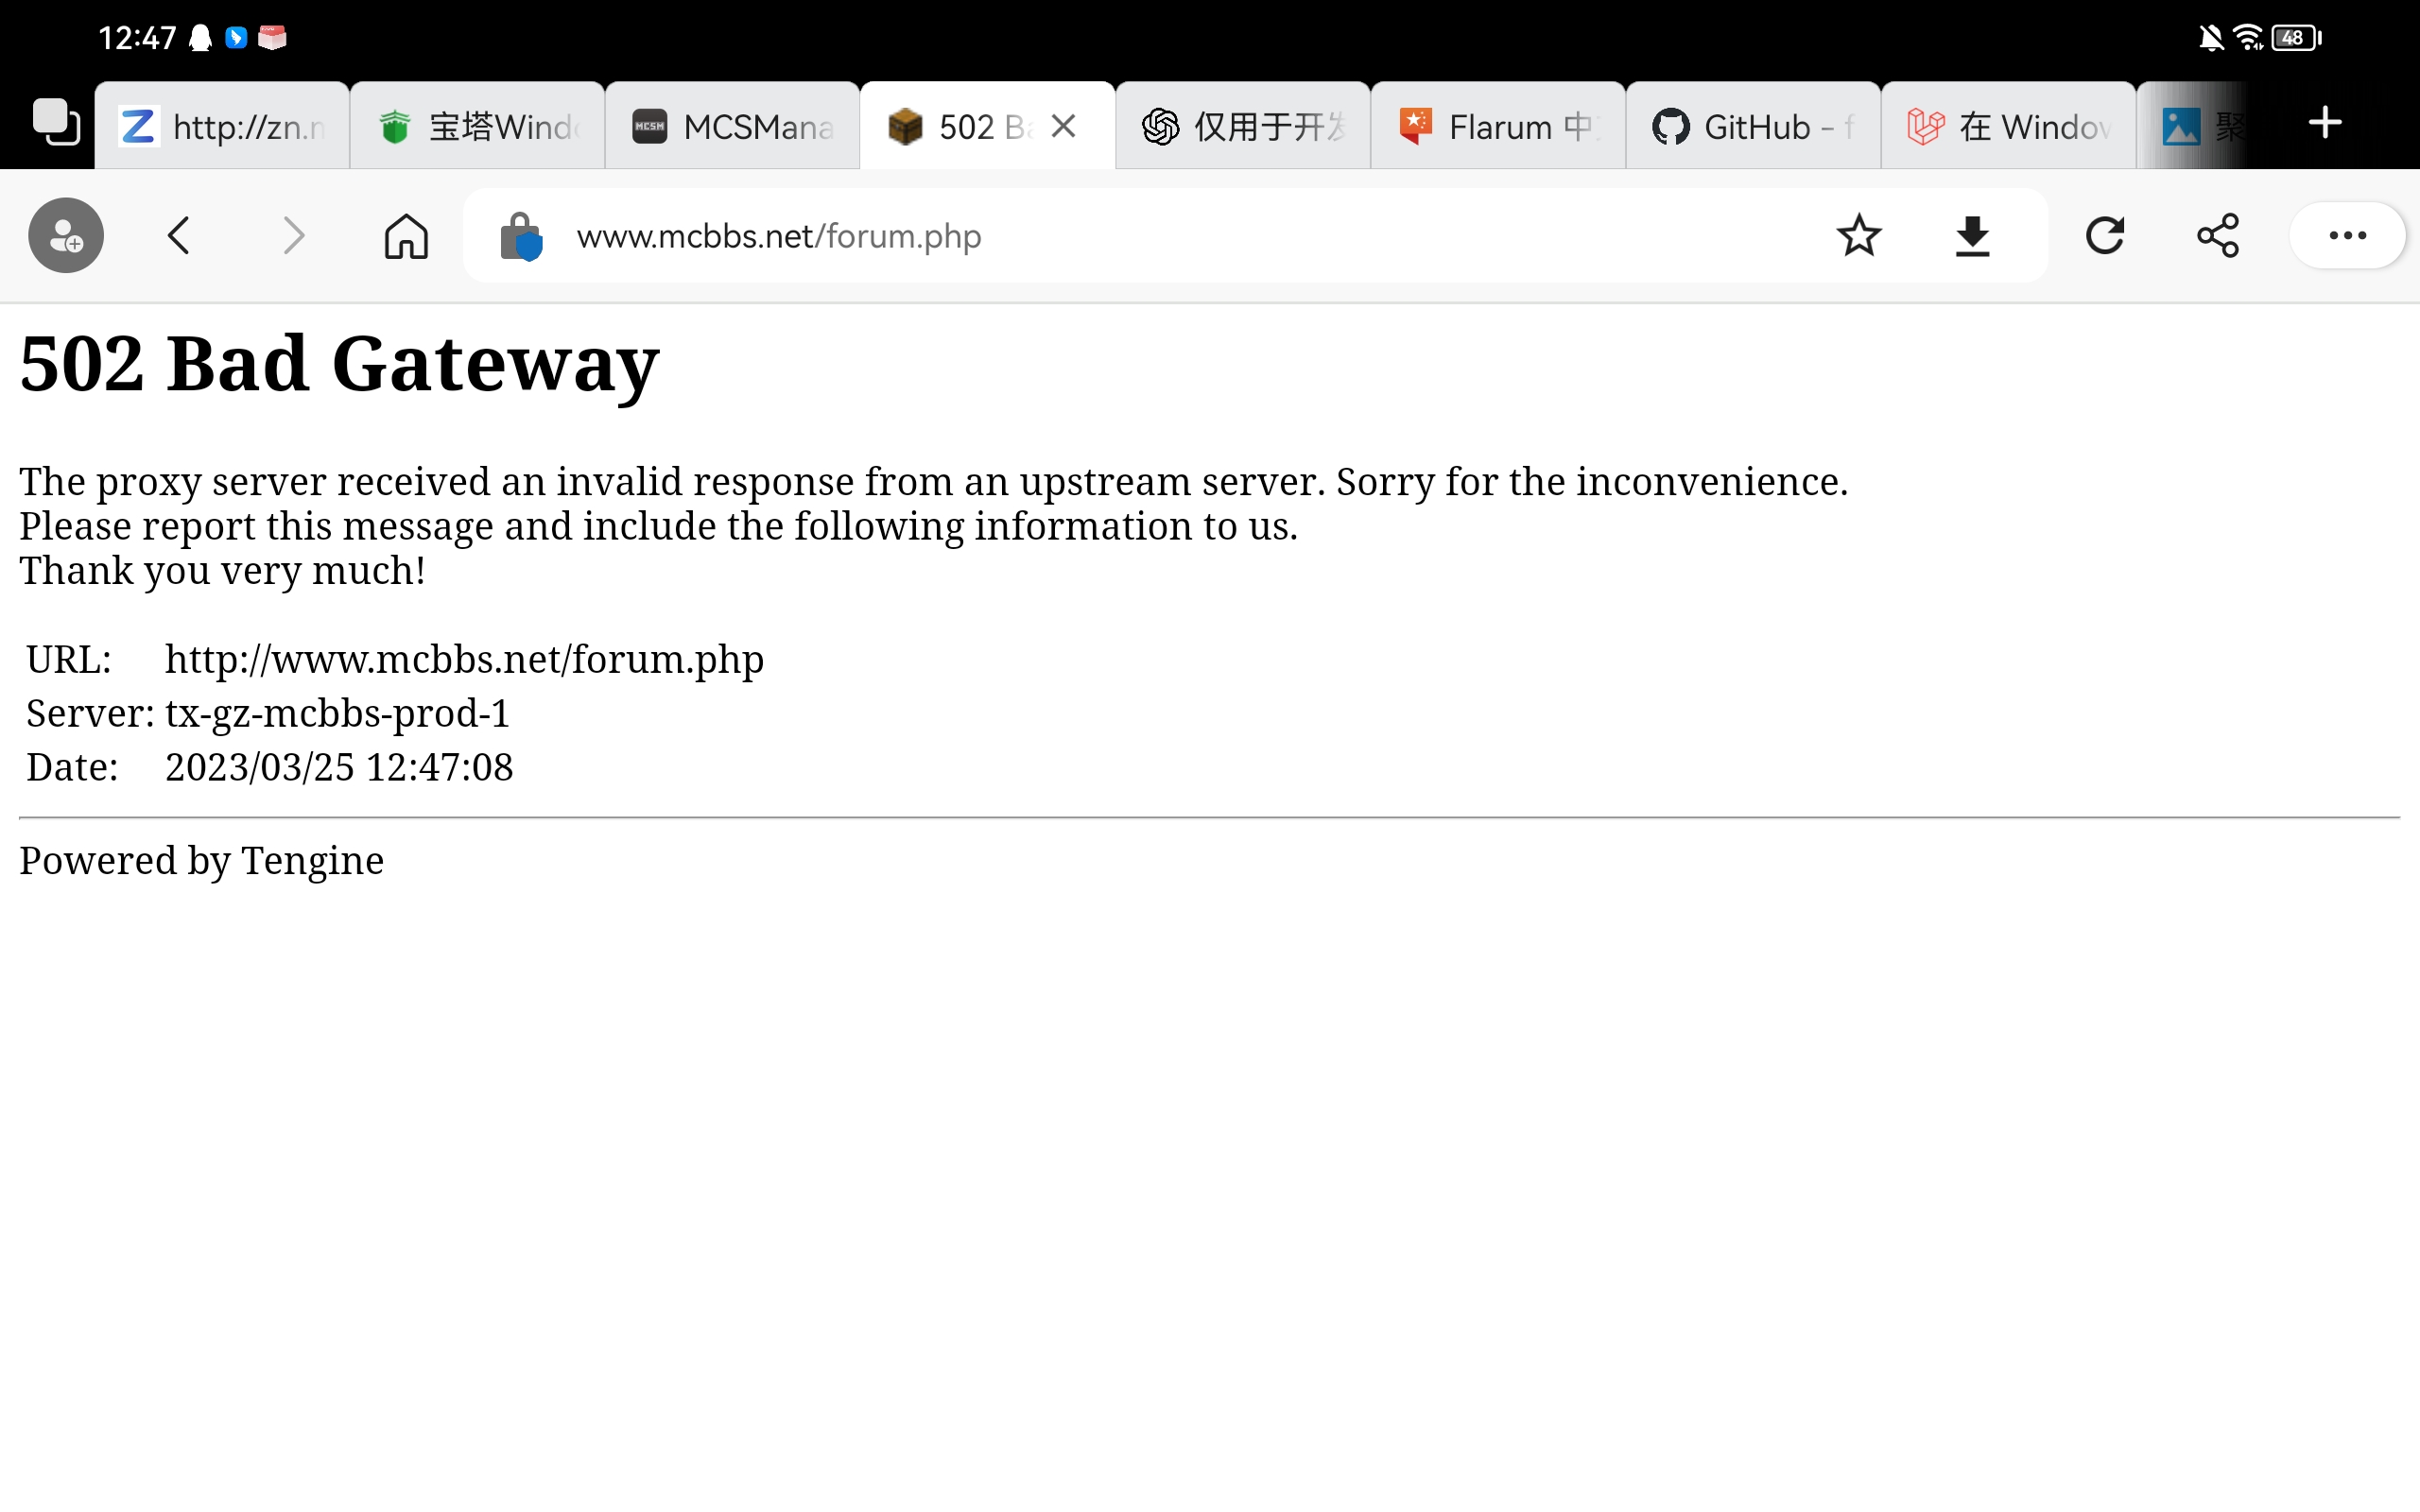 12:47
48
http://zn.
宝塔Wind
MCSMana
MCSM
502 B
仅用于开发
Flarum 中
GitHub - f
在 Window
聚
www.mcbbs.net/forum.php
502 Bad Gateway
The proxy server received an invalid response from an upstream server. Sorry for the inconvenience.
Please report this message and include the following information to us.
Thank you very much!
URL: http://www.mcbbs.net/forum.php
Server: tx-gz-mcbbs-prod-1
Date: 2023/03/25 12:47:08
Powered by Tengine